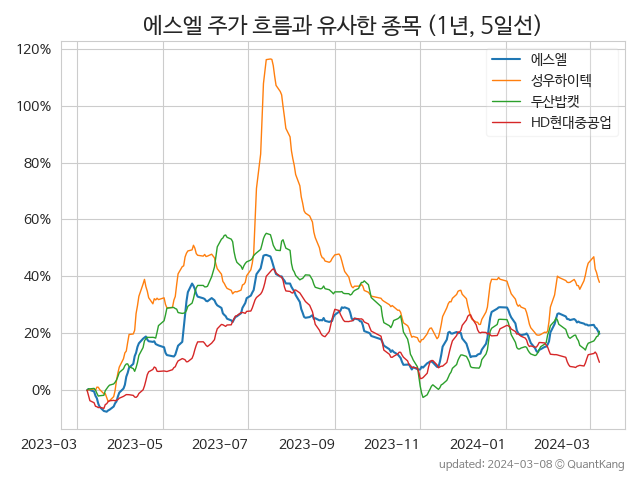 에스엘 주가 흐름과 유사한 종목 (1년, 5일선)
120%
100%
80%
60%
40%
20%
0%
에스엘
성우하이텍
두산밥캣
HD현대중공업
2023-03 2023-05 2023-07 2023-09 2023-11 2024-01 2024-03
updated: 2024-03-08 © QuantKang